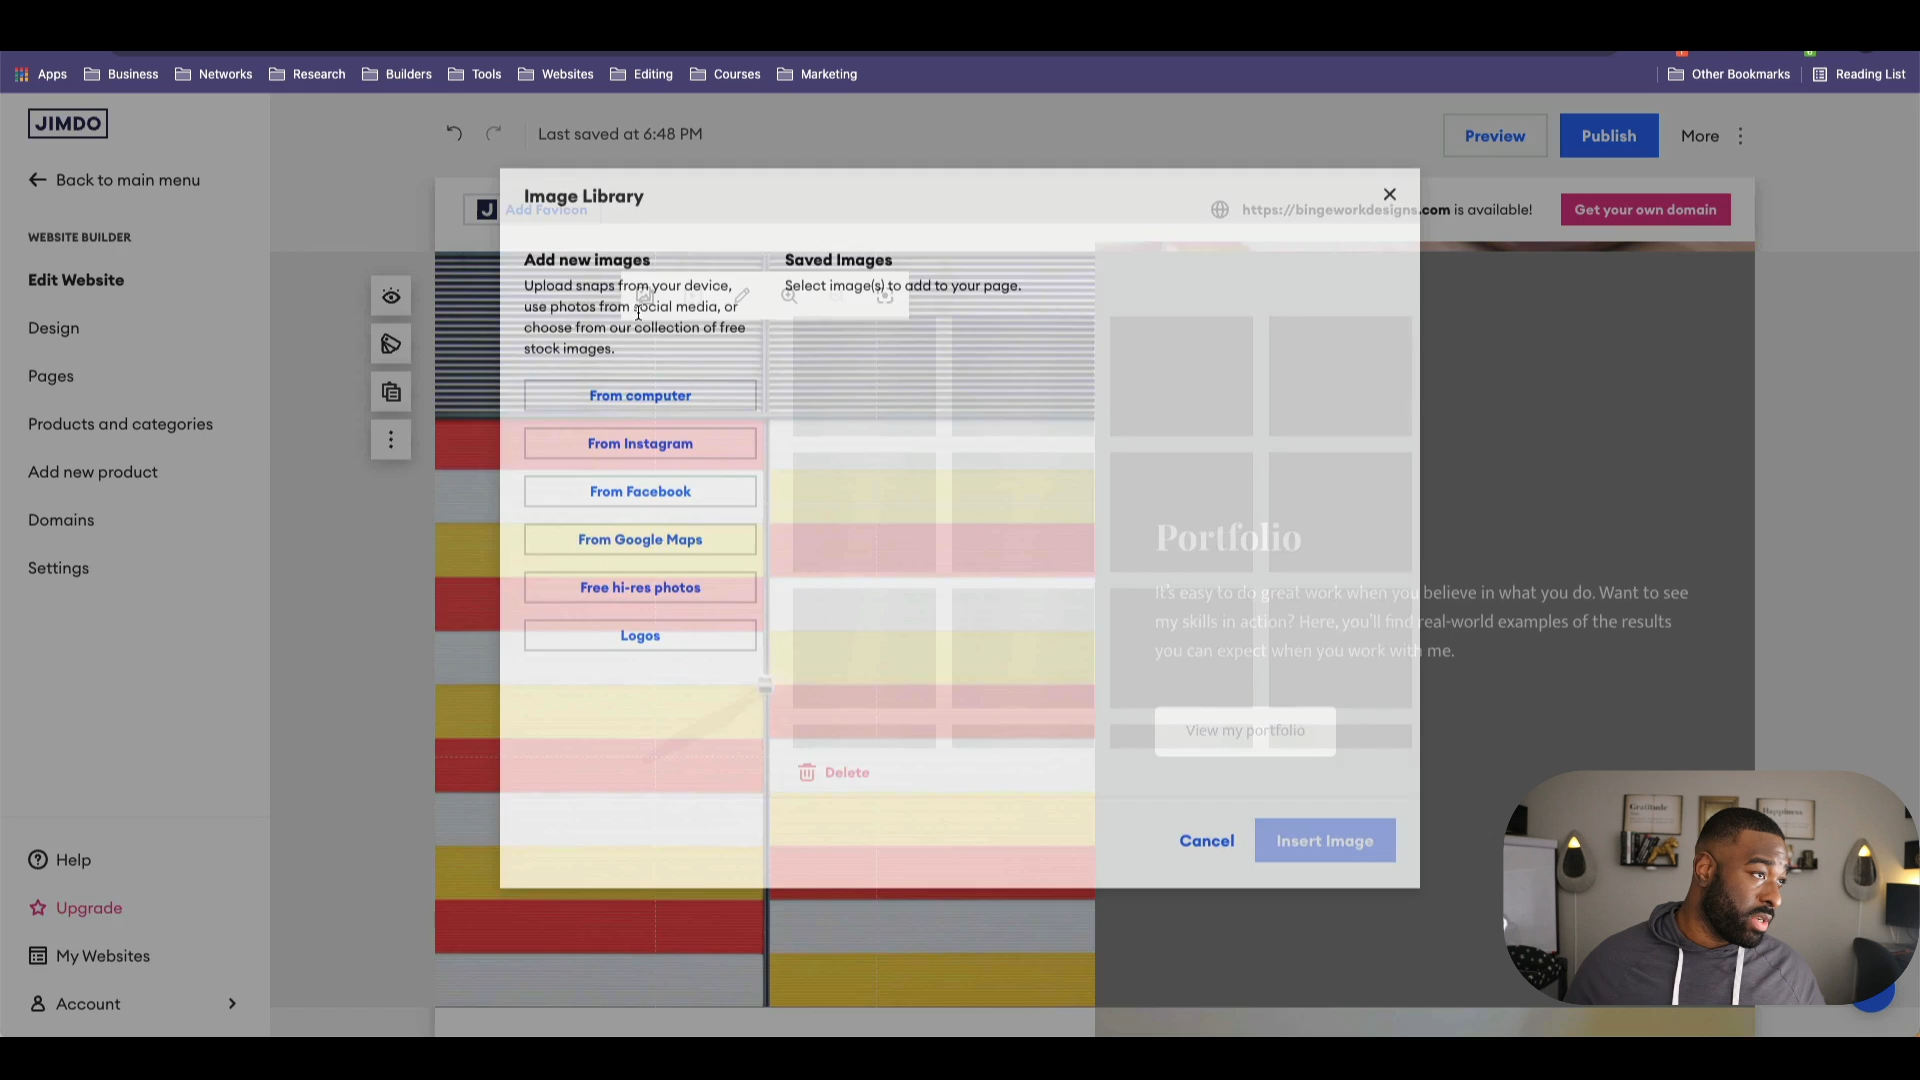 Apps Business Networks Research Builders Tools Websites Editing Courses Marketing Other Bookmarks Reading List
JIMDO
Last saved at 6:48 PM
Preview
Publish
More
Back to main menu
Image Library
J
Add Favicon
https://bingeworkdesigns.com is available!
Get your own domain
WEBSITE BUILDER
Edit Website
Design
Pages
Products and categories
Add new product
Domains
Settings
Add new images
Upload snaps from your device,
use photos from social media, or
choose from our collection of free
stock images.
From computer
From Instagram
From Facebook
From Google Maps
Free hi-res photos
Logos
Saved Images
Select image(s) to add to your page.
Portfolio
It's easy to do great work when you believe in what you do. Want to see
my skills in action? Here, you'll find real-world examples of the results
you can expect when you work with me.
View my portfolio
Delete
Cancel
Insert Image
Help
Upgrade
My Websites
Account
Gratitude
Happiness